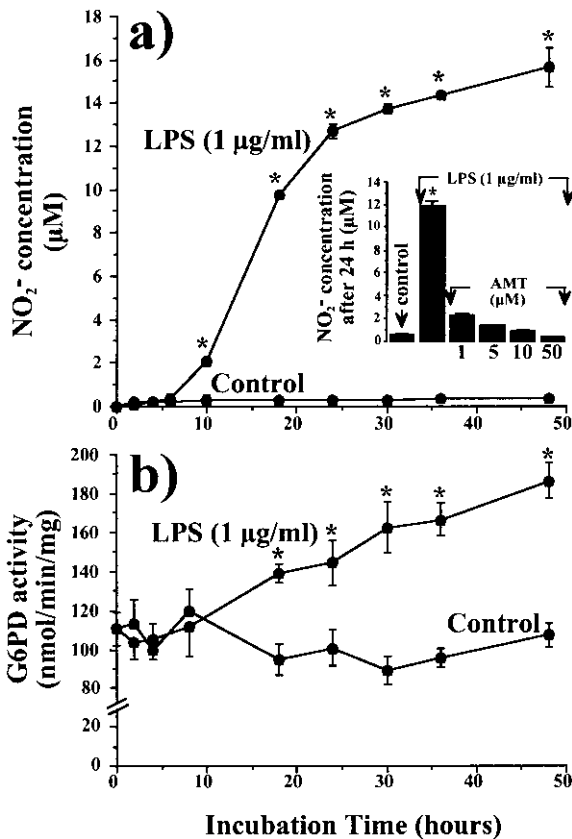 a)
NO₂⁻ concentration
(µM)
18
16
14
12
10
8
6
4
2
0
LPS (1 µg/ml)
* * * * * *
Control
0 10 20 30 40 50
NO₂⁻ concentration
after 24 h (µM)
14
12
10
8
6
4
2
0
LPS (1 µg/ml)
*
control
AMT
(µM)
1 5 10 50
b)
G6PD activity
(nmol/min/mg)
200
180
160
140
120
100
80
20
0
LPS (1 µg/ml)
* * * * *
Control
0 10 20 30 40 50
Incubation Time (hours)